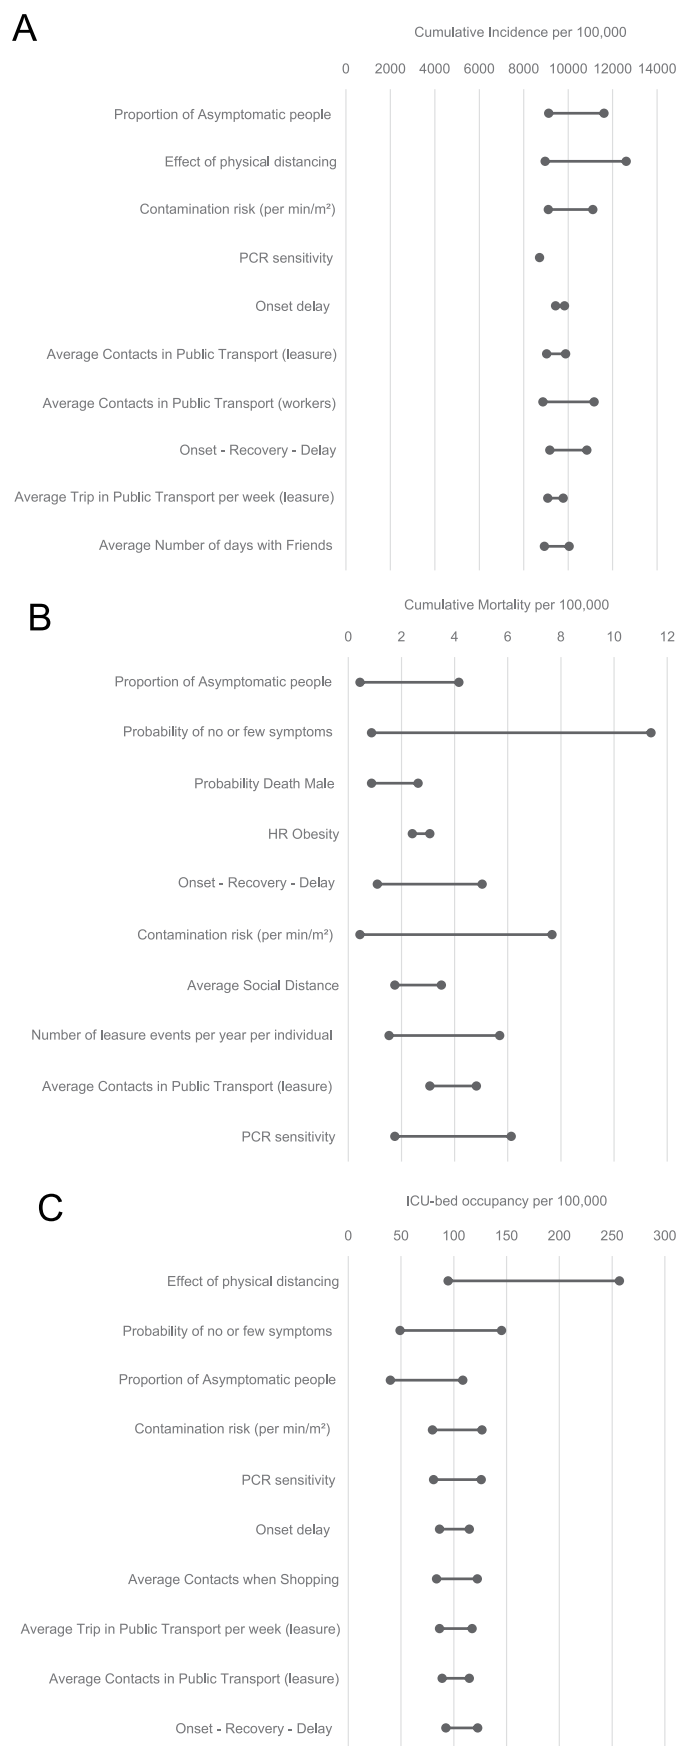 A
Cumulative Incidence per 100,000
0 2000 4000 6000 8000 10000 12000 14000
Proportion of Asymptomatic people
Effect of physical distancing
Contamination risk (per min/m²)
PCR sensitivity
Onset delay
Average Contacts in Public Transport (leasure)
Average Contacts in Public Transport (workers)
Onset - Recovery - Delay
Average Trip in Public Transport per week (leasure)
Average Number of days with Friends
B
Cumulative Mortality per 100,000
0 2 4 6 8 10 12
Proportion of Asymptomatic people
Probability of no or few symptoms
Probability Death Male
HR Obesity
Onset - Recovery - Delay
Contamination risk (per min/m²)
Average Social Distance
Number of leasure events per year per individual
Average Contacts in Public Transport (leasure)
PCR sensitivity
C
ICU-bed occupancy per 100,000
0 50 100 150 200 250 300
Effect of physical distancing
Probability of no or few symptoms
Proportion of Asymptomatic people
Contamination risk (per min/m²)
PCR sensitivity
Onset delay
Average Contacts when Shopping
Average Trip in Public Transport per week (leasure)
Average Contacts in Public Transport (leasure)
Onset - Recovery - Delay